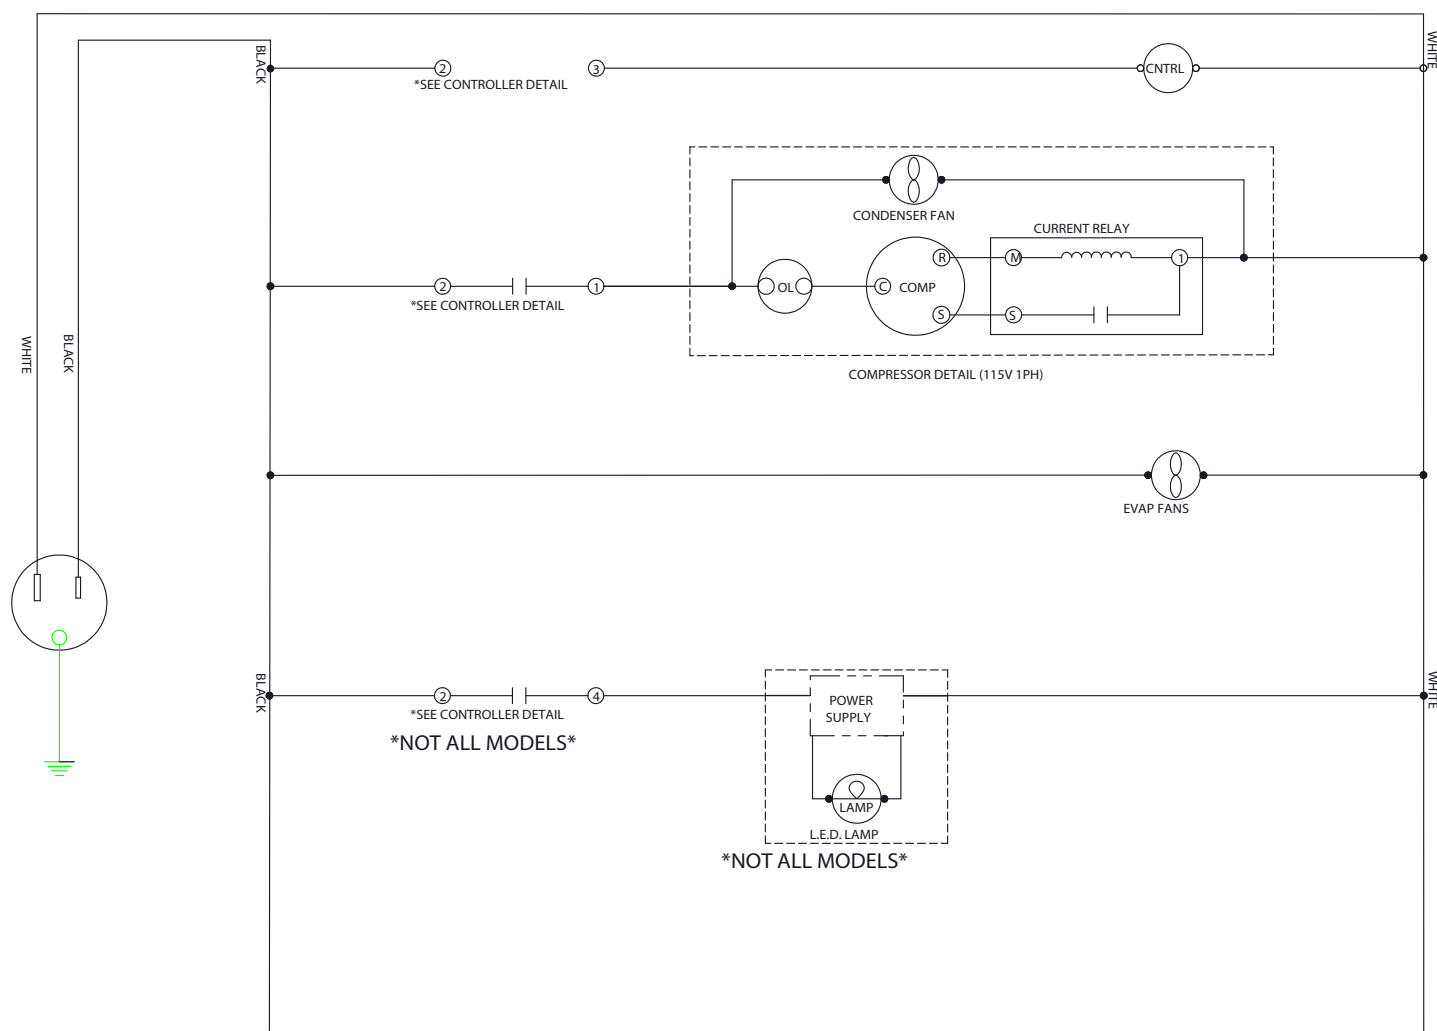 BLACK
WHITE
2
3
CNTRL
*SEE CONTROLLER DETAIL
CONDENSER FAN
CURRENT RELAY
R
M
1
2
1
OL
C
COMP
*SEE CONTROLLER DETAIL
S
S
COMPRESSOR DETAIL (115V 1PH)
WHITE
BLACK
EVAP FANS
BLACK
WHITE
2
4
POWER
SUPPLY
*SEE CONTROLLER DETAIL
*NOT ALL MODELS*
LAMP
L.E.D. LAMP
*NOT ALL MODELS*